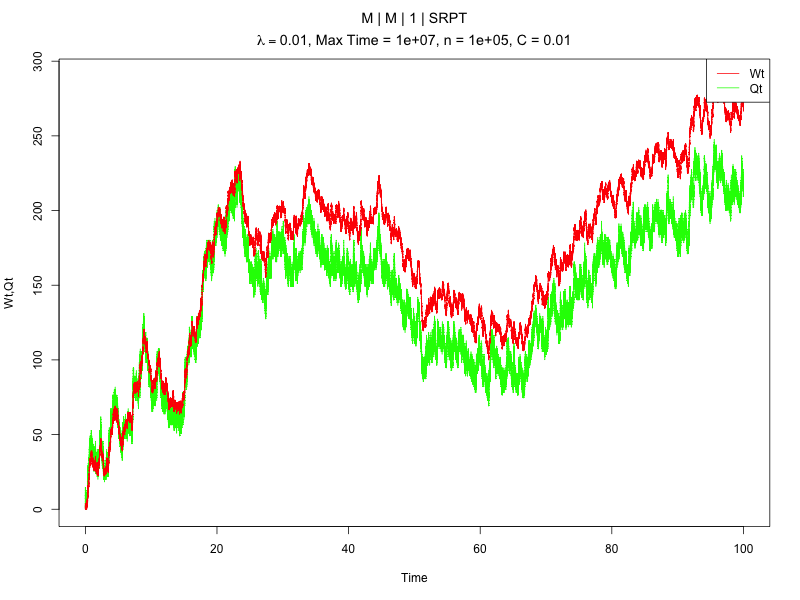 M | M | 1 | SRPT
λ = 0.01, Max Time = 1e+07, n = 1e+05, C = 0.01
Wt
Qt
300
250
200
150
100
50
0
Wt,Qt
0 20 40 60 80 100
Time